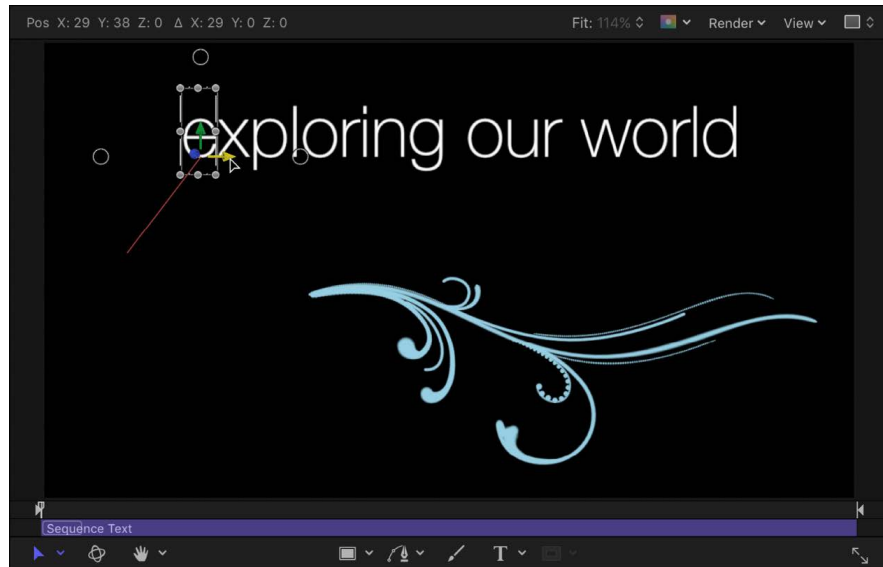 Pos X: 29 Y: 38 Z: 0 Δ X: 29 Y: 0 Z: 0 Fit: 114% Render View
exploring our world
Sequence Text
T